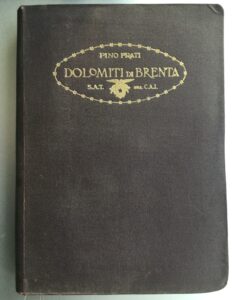 PINO PRATI
DOLOMITI DI BRENTA
S.A.T. C.A.I.